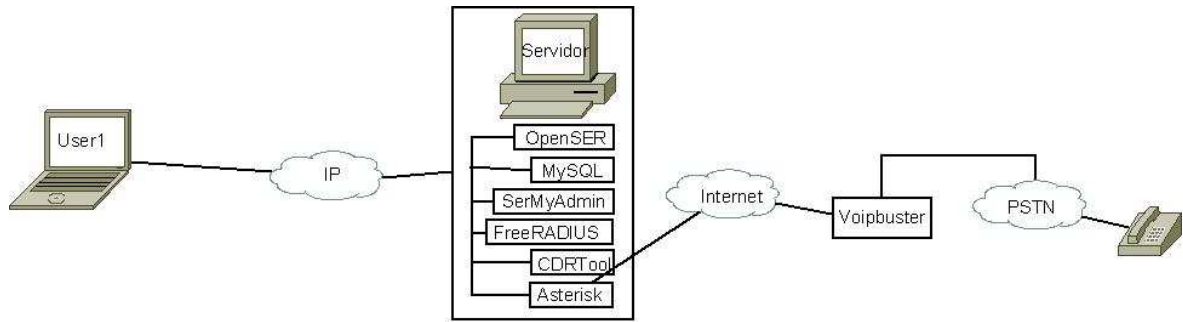 User1
IP
Servidor
OpenSER
MySQL
SerMyAdmin
FreeRADIUS
CDRTool
Asterisk
Internet
Voipbuster
PSTN